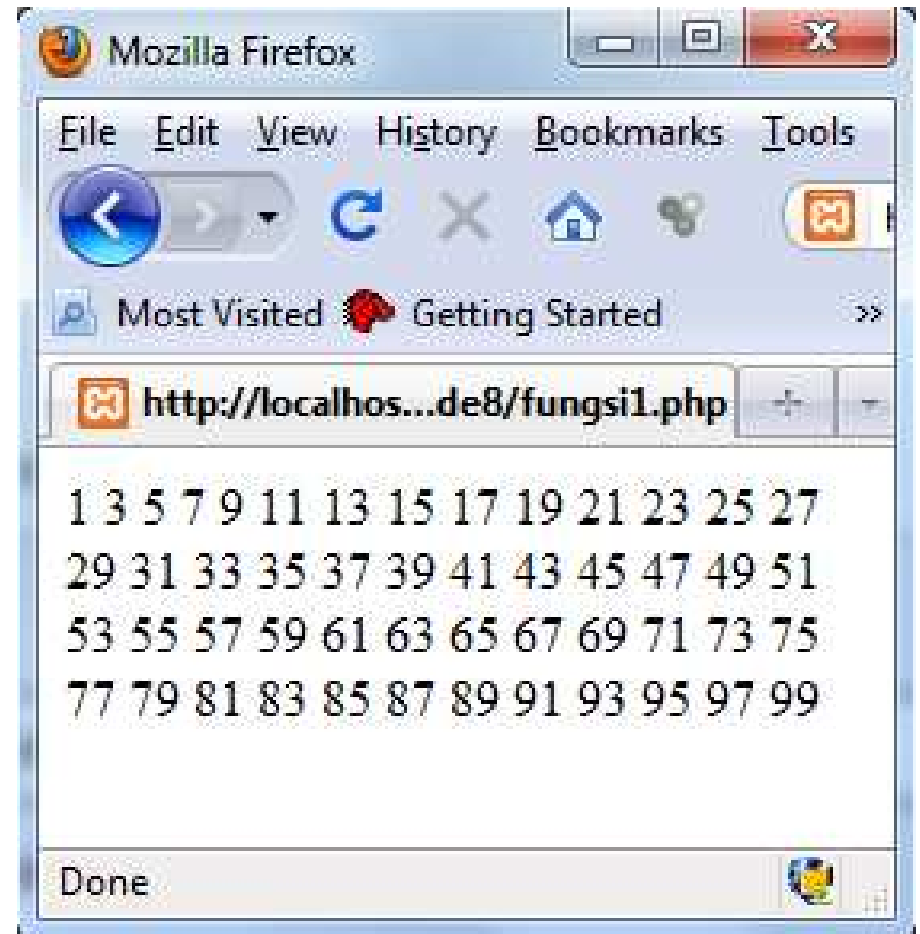 Mozilla Firefox
File Edit View History Bookmarks Tools
Most Visited Getting Started »
http://localhos...de8/fungsi1.php
1 3 5 7 9 11 13 15 17 19 21 23 25 27
29 31 33 35 37 39 41 43 45 47 49 51
53 55 57 59 61 63 65 67 69 71 73 75
77 79 81 83 85 87 89 91 93 95 97 99
Done